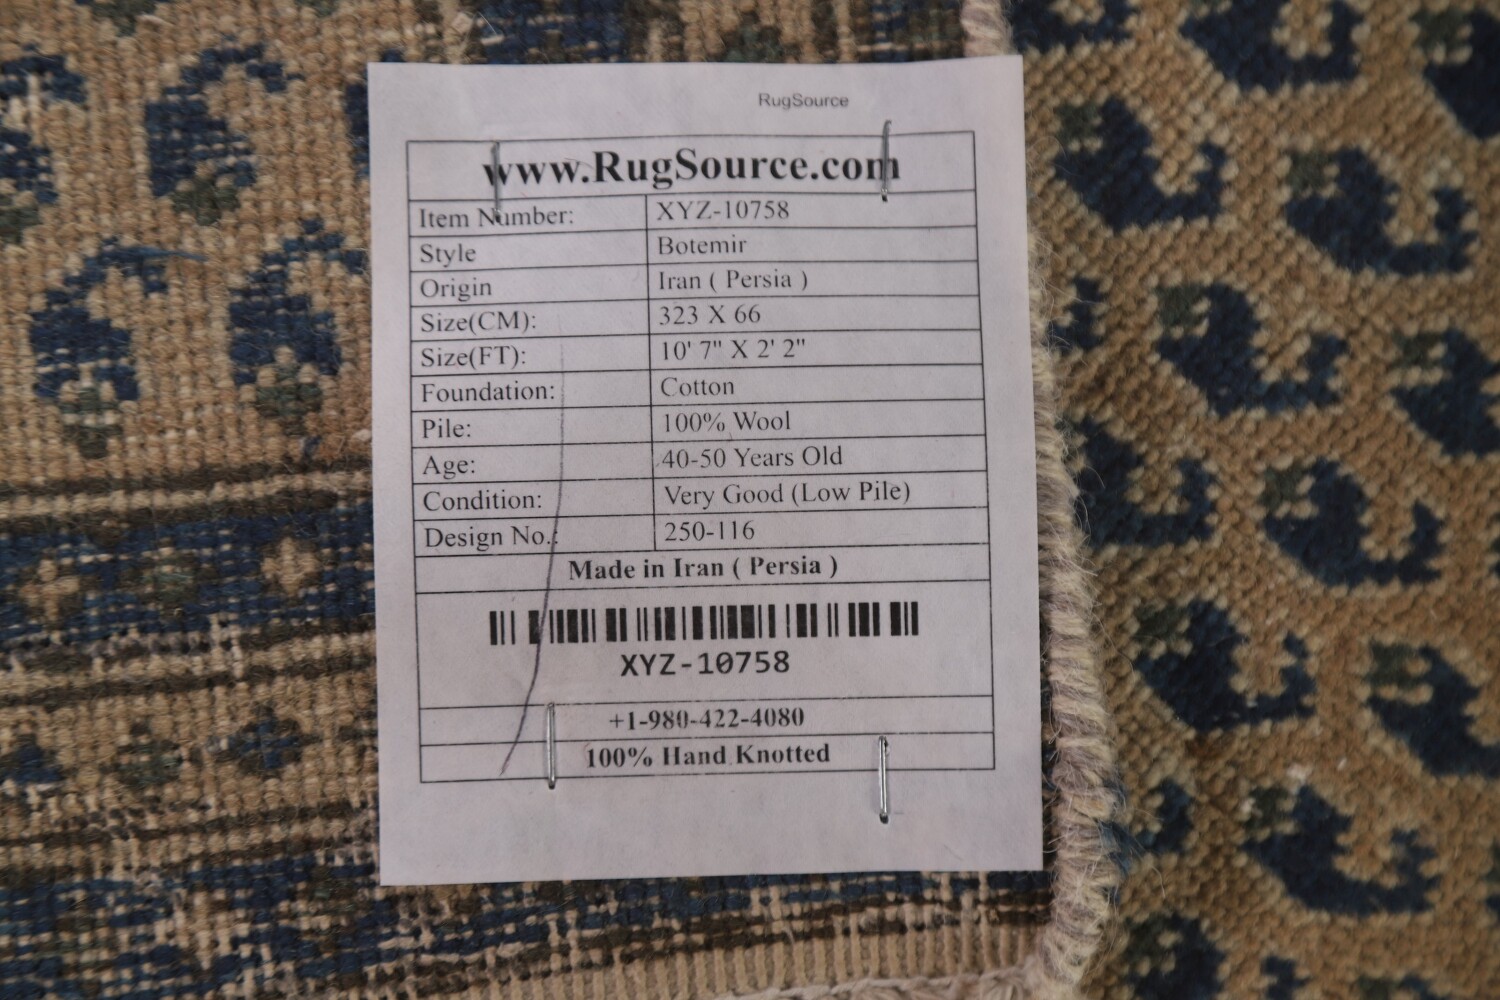 RugSource
www.RugSource.com
Item Number: XYZ-10758
Style Botemir
Origin Iran ( Persia )
Size(CM): 323 X 66
Size(FT): 10' 7" X 2' 2"
Foundation: Cotton
Pile: 100% Wool
Age: 40-50 Years Old
Condition: Very Good (Low Pile)
Design No.: 250-116
Made in Iran ( Persia )
XYZ-10758
+1-980-422-4080
100% Hand Knotted